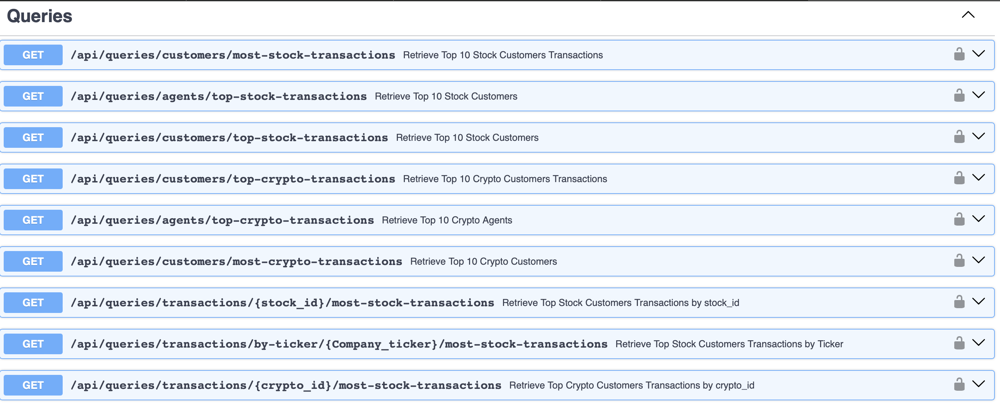 Queries
GET /api/queries/customers/most-stock-transactions Retrieve Top 10 Stock Customers Transactions
GET /api/queries/agents/top-stock-transactions Retrieve Top 10 Stock Customers
GET /api/queries/customers/top-stock-transactions Retrieve Top 10 Stock Customers
GET /api/queries/customers/top-crypto-transactions Retrieve Top 10 Crypto Customers Transactions
GET /api/queries/agents/top-crypto-transactions Retrieve Top 10 Crypto Agents
GET /api/queries/customers/most-crypto-transactions Retrieve Top 10 Crypto Customers
GET /api/queries/transactions/{stock_id}/most-stock-transactions Retrieve Top Stock Customers Transactions by stock_id
GET /api/queries/transactions/by-ticker/{Company_ticker}/most-stock-transactions Retrieve Top Stock Customers Transactions by Ticker
GET /api/queries/transactions/{crypto_id}/most-stock-transactions Retrieve Top Crypto Customers Transactions by crypto_id